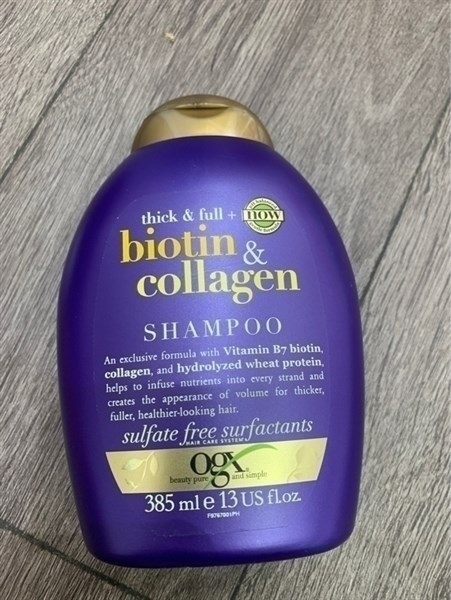 thick & full +
now
biotin &
collagen
SHAMPOO
An exclusive formula with Vitamin B7 biotin,
collagen, and hydrolyzed wheat protein,
helps to infuse nutrients into every strand and
creates the appearance of volume for thicker,
fuller, healthier-looking hair.
sulfate free surfactants
HAIR CARE SYSTEM
ogx
beauty pure and simple
385 ml e 13 US fl.oz.